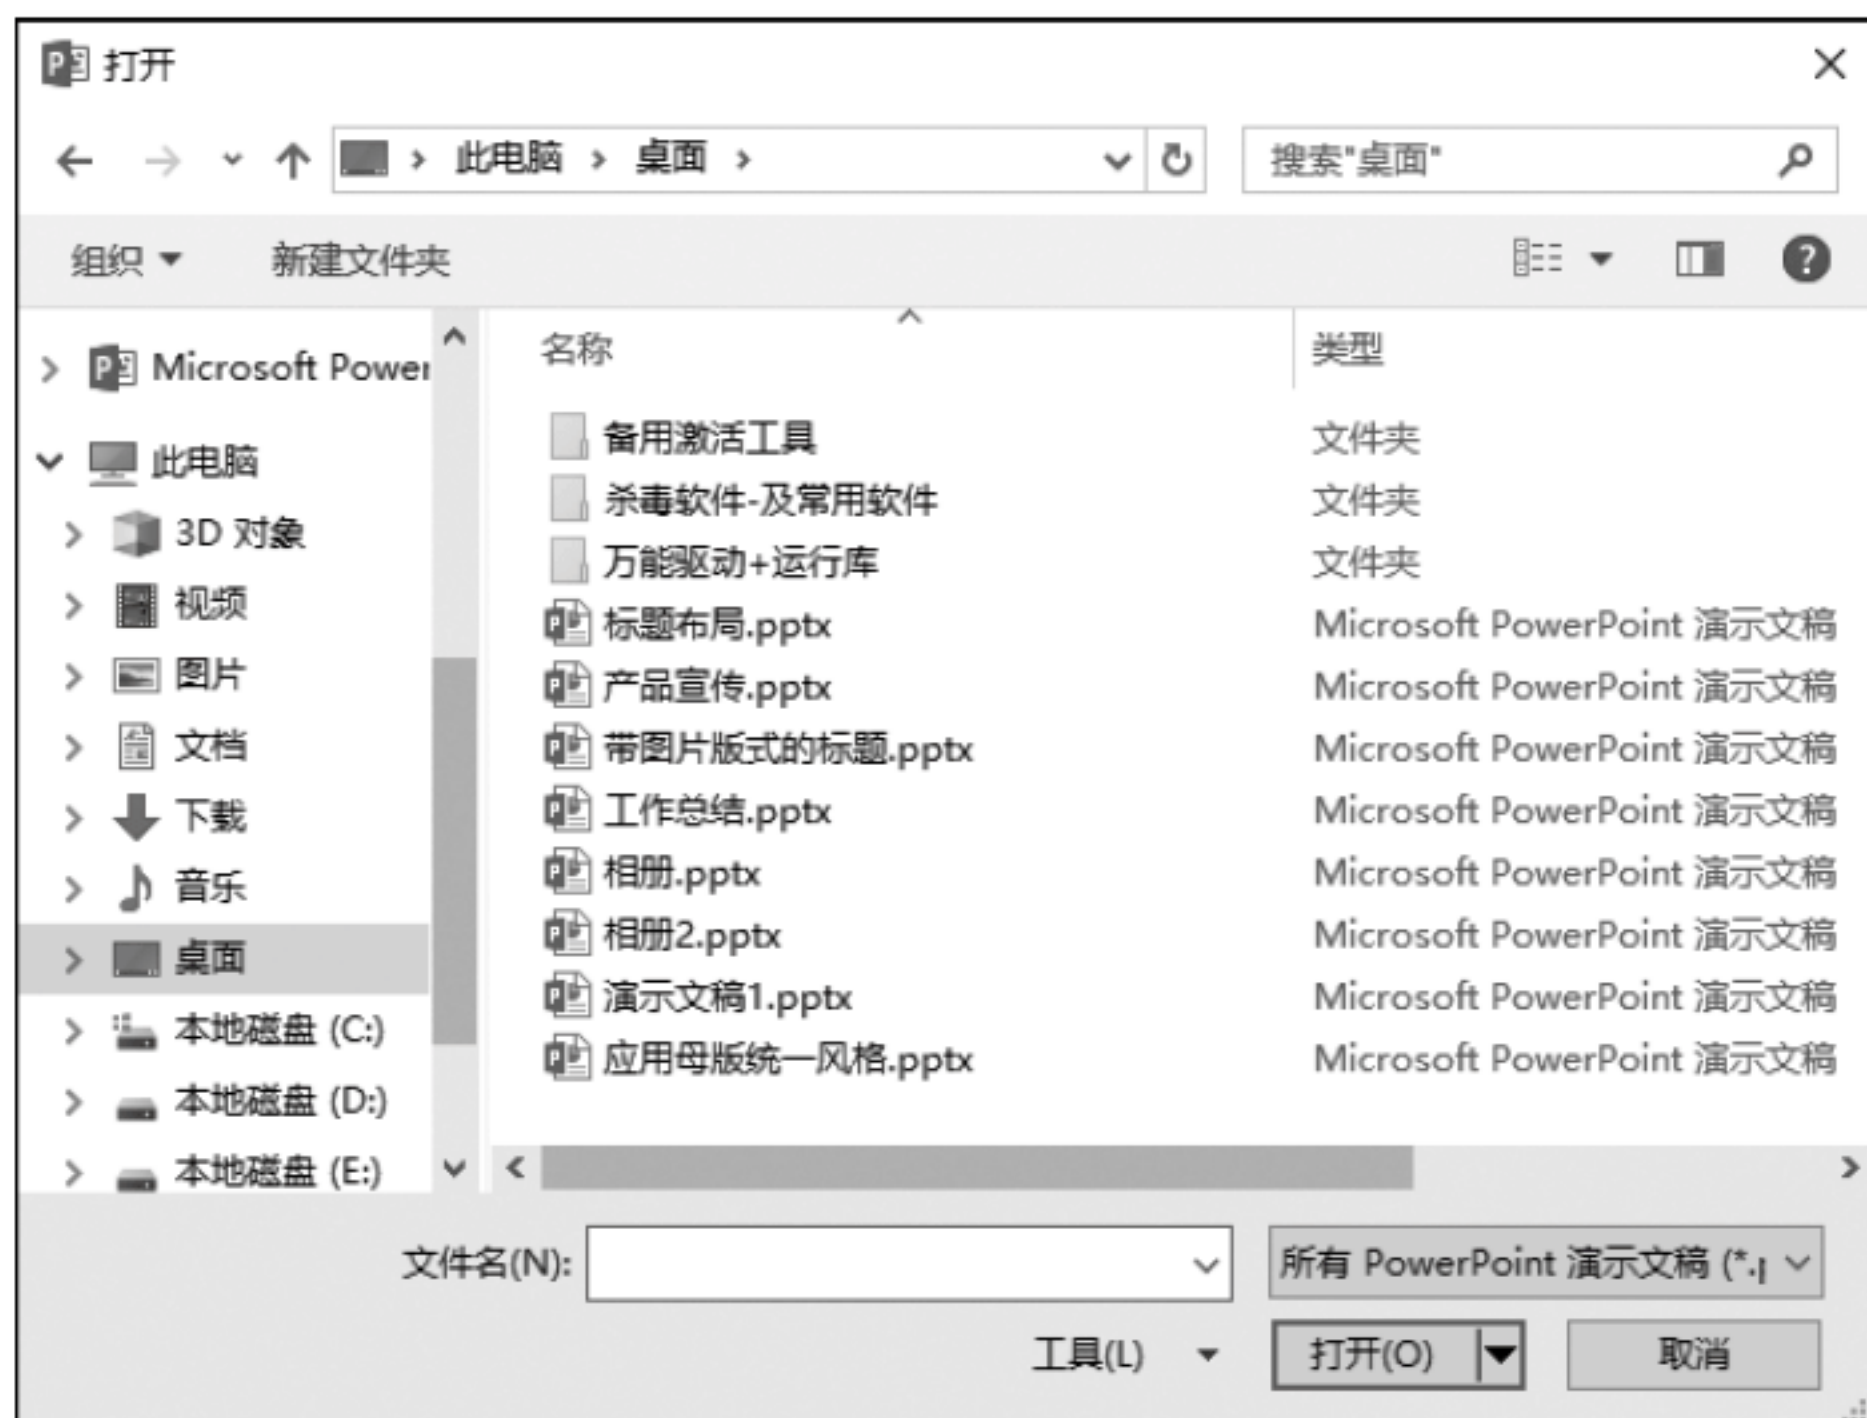 打开
此电脑 > 桌面 >
搜索"桌面"
组织 新建文件夹
Microsoft Power
此电脑
3D 对象
视频
图片
文档
下载
音乐
桌面
本地磁盘 (C:)
本地磁盘 (D:)
本地磁盘 (E:)
名称 类型
备用激活工具 文件夹
杀毒软件-及常用软件 文件夹
万能驱动+运行库 文件夹
标题布局.pptx Microsoft PowerPoint 演示文稿
产品宣传.pptx Microsoft PowerPoint 演示文稿
带图片版式的标题.pptx Microsoft PowerPoint 演示文稿
工作总结.pptx Microsoft PowerPoint 演示文稿
相册.pptx Microsoft PowerPoint 演示文稿
相册2.pptx Microsoft PowerPoint 演示文稿
演示文稿1.pptx Microsoft PowerPoint 演示文稿
应用母版统一风格.pptx Microsoft PowerPoint 演示文稿
文件名(N):
所有 PowerPoint 演示文稿 (*.p
工具(L) 打开(O) 取消